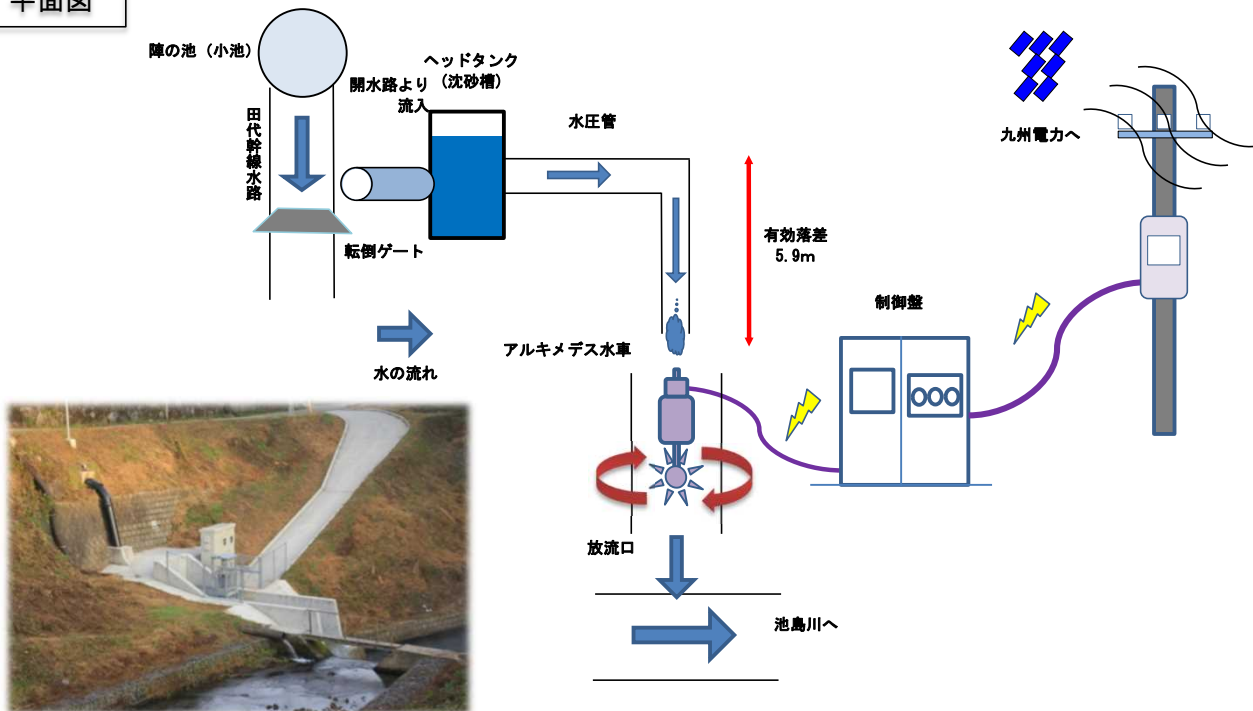 平面図
陣の池（小池）
ヘッドタンク
（沈砂槽）
開水路より
流入
水圧管
田代幹線水路
転倒ゲート
有効落差
5.9m
九州電力へ
制御盤
アルキメデス水車
水の流れ
放流口
池島川へ